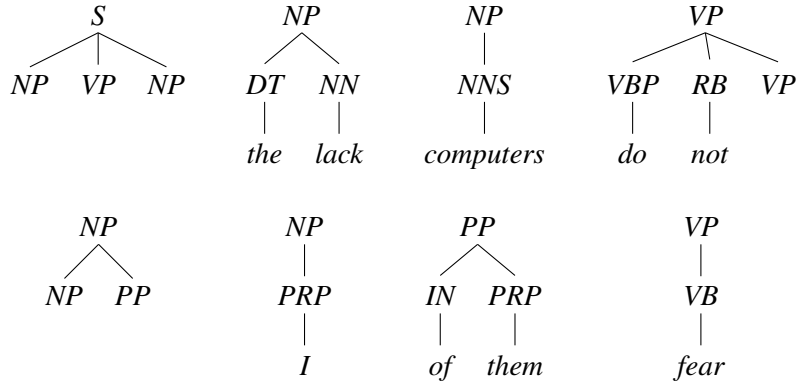 S NP NP VP
NP VP NP DT NN NNS VBP RB VP
the lack computers do not
NP NP PP VP
NP PP PRP IN PRP VB
I of them fear